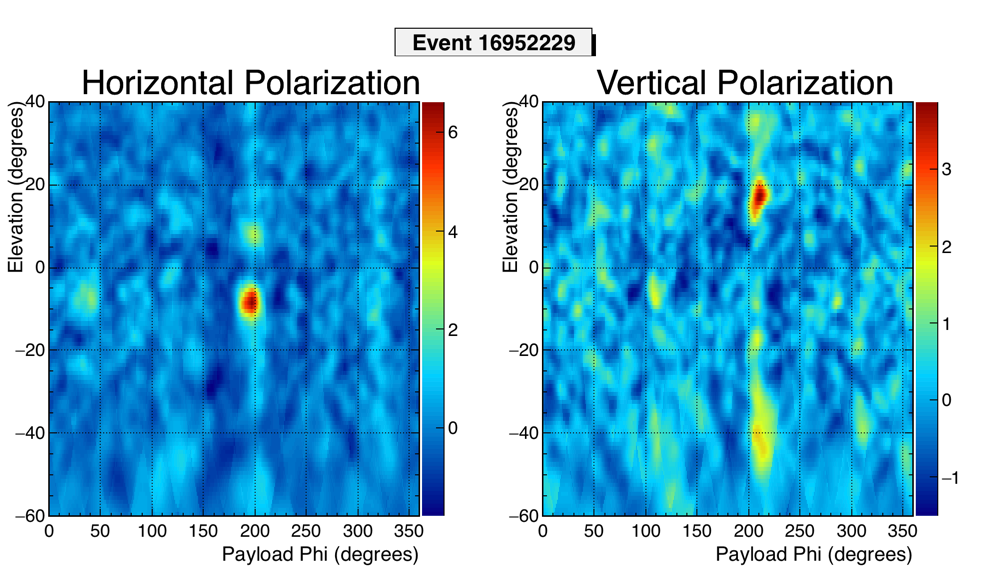 Event 16952229
Horizontal Polarization
Elevation (degrees)
40
20
0
−20
−40
−60
0 50 100 150 200 250 300 350
Payload Phi (degrees)
6
4
2
0
Vertical Polarization
Elevation (degrees)
40
20
0
−20
−40
−60
0 50 100 150 200 250 300 350
Payload Phi (degrees)
3
2
1
0
−1